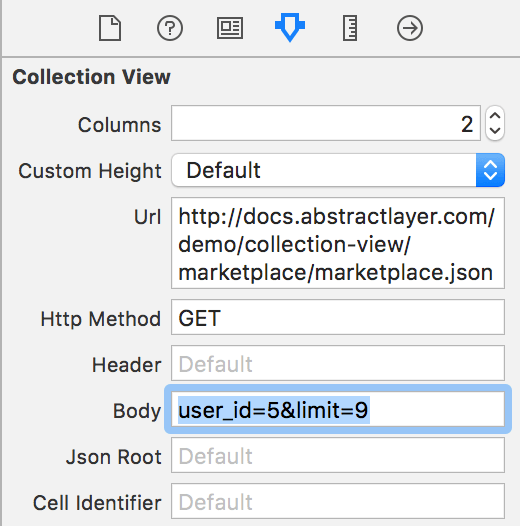 Collection View
Columns 2
Custom Height Default
Url http://docs.abstractlayer.com/
demo/collection-view/
marketplace/marketplace.json
Http Method GET
Header Default
Body user_id=5&limit=9
Json Root Default
Cell Identifier Default